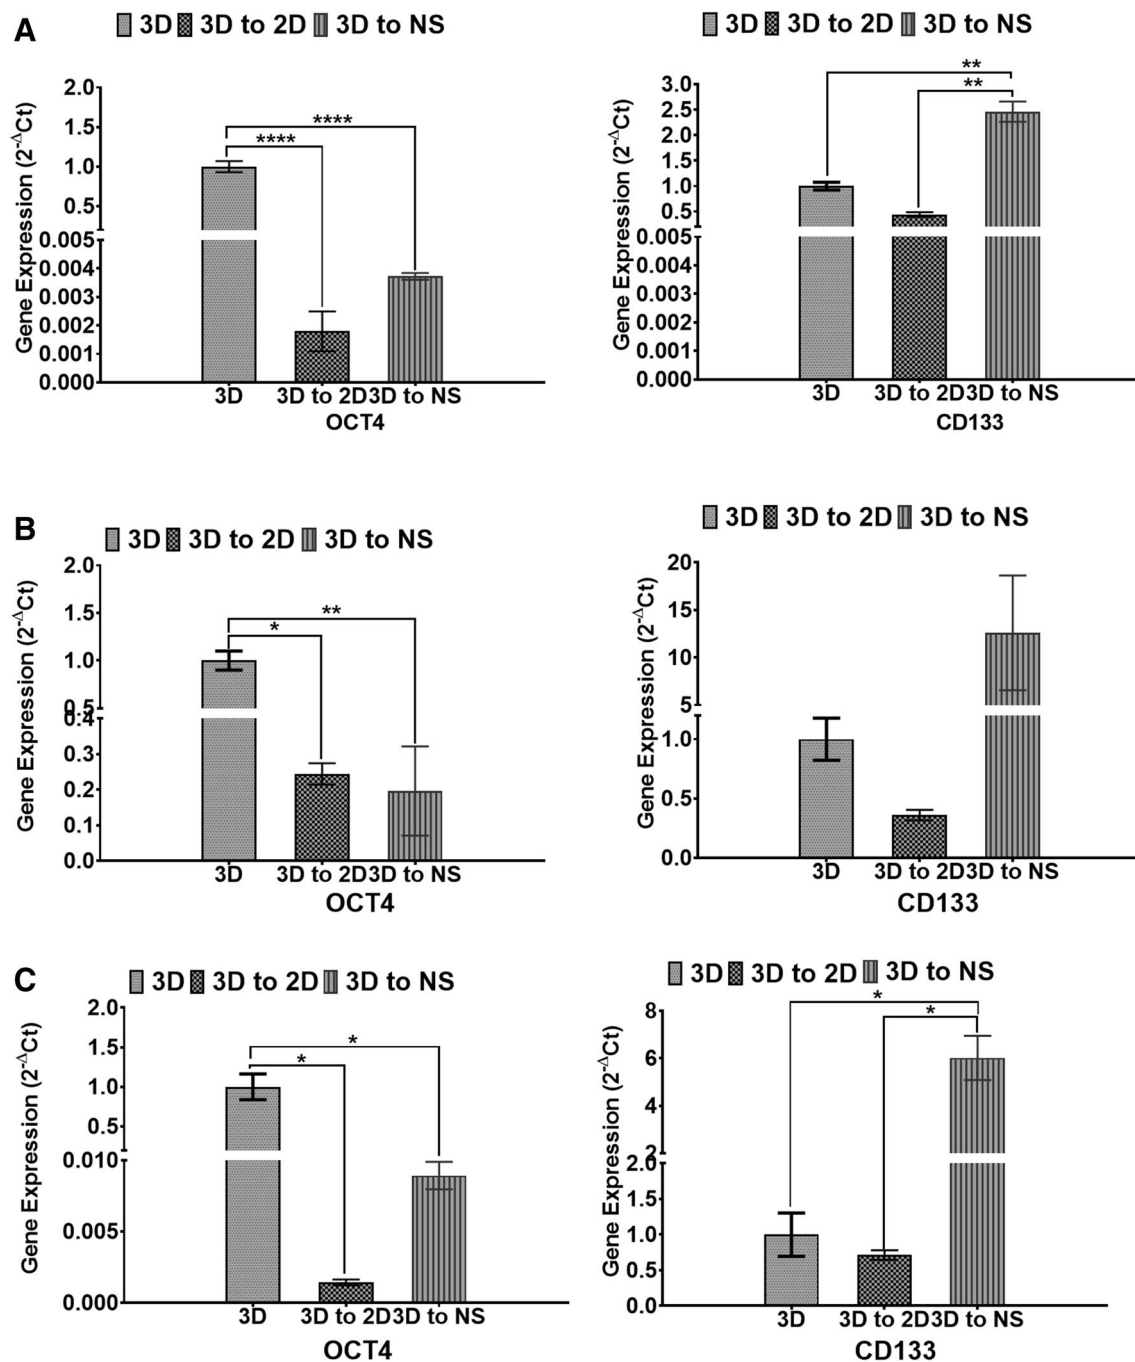 A
3D 3D to 2D 3D to NS
Gene Expression (2-ΔCt)
2.0
1.5
1.0
0.5
0.005
0.004
0.003
0.002
0.001
0.000
****
****
3D 3D to 2D 3D to NS
OCT4
3D 3D to 2D 3D to NS
Gene Expression (2-ΔCt)
3.0
2.5
2.0
1.5
1.0
0.5
0.005
0.004
0.003
0.002
0.001
0.000
**
**
3D 3D to 2D 3D to NS
CD133
B
3D 3D to 2D 3D to NS
Gene Expression (2-ΔCt)
2.0
1.5
1.0
0.5
0.4
0.3
0.2
0.1
0.0
**
*
3D 3D to 2D 3D to NS
OCT4
3D 3D to 2D 3D to NS
Gene Expression (2-ΔCt)
20
15
10
5
1.0
0.5
0.0
3D 3D to 2D 3D to NS
CD133
C
3D 3D to 2D 3D to NS
Gene Expression (2-ΔCt)
2.0
1.5
1.0
0.5
0.010
0.005
0.000
*
*
3D 3D to 2D 3D to NS
OCT4
3D 3D to 2D 3D to NS
Gene Expression (2-ΔCt)
8
6
4
2
2.0
1.5
1.0
0.5
0.0
*
*
3D 3D to 2D 3D to NS
CD133